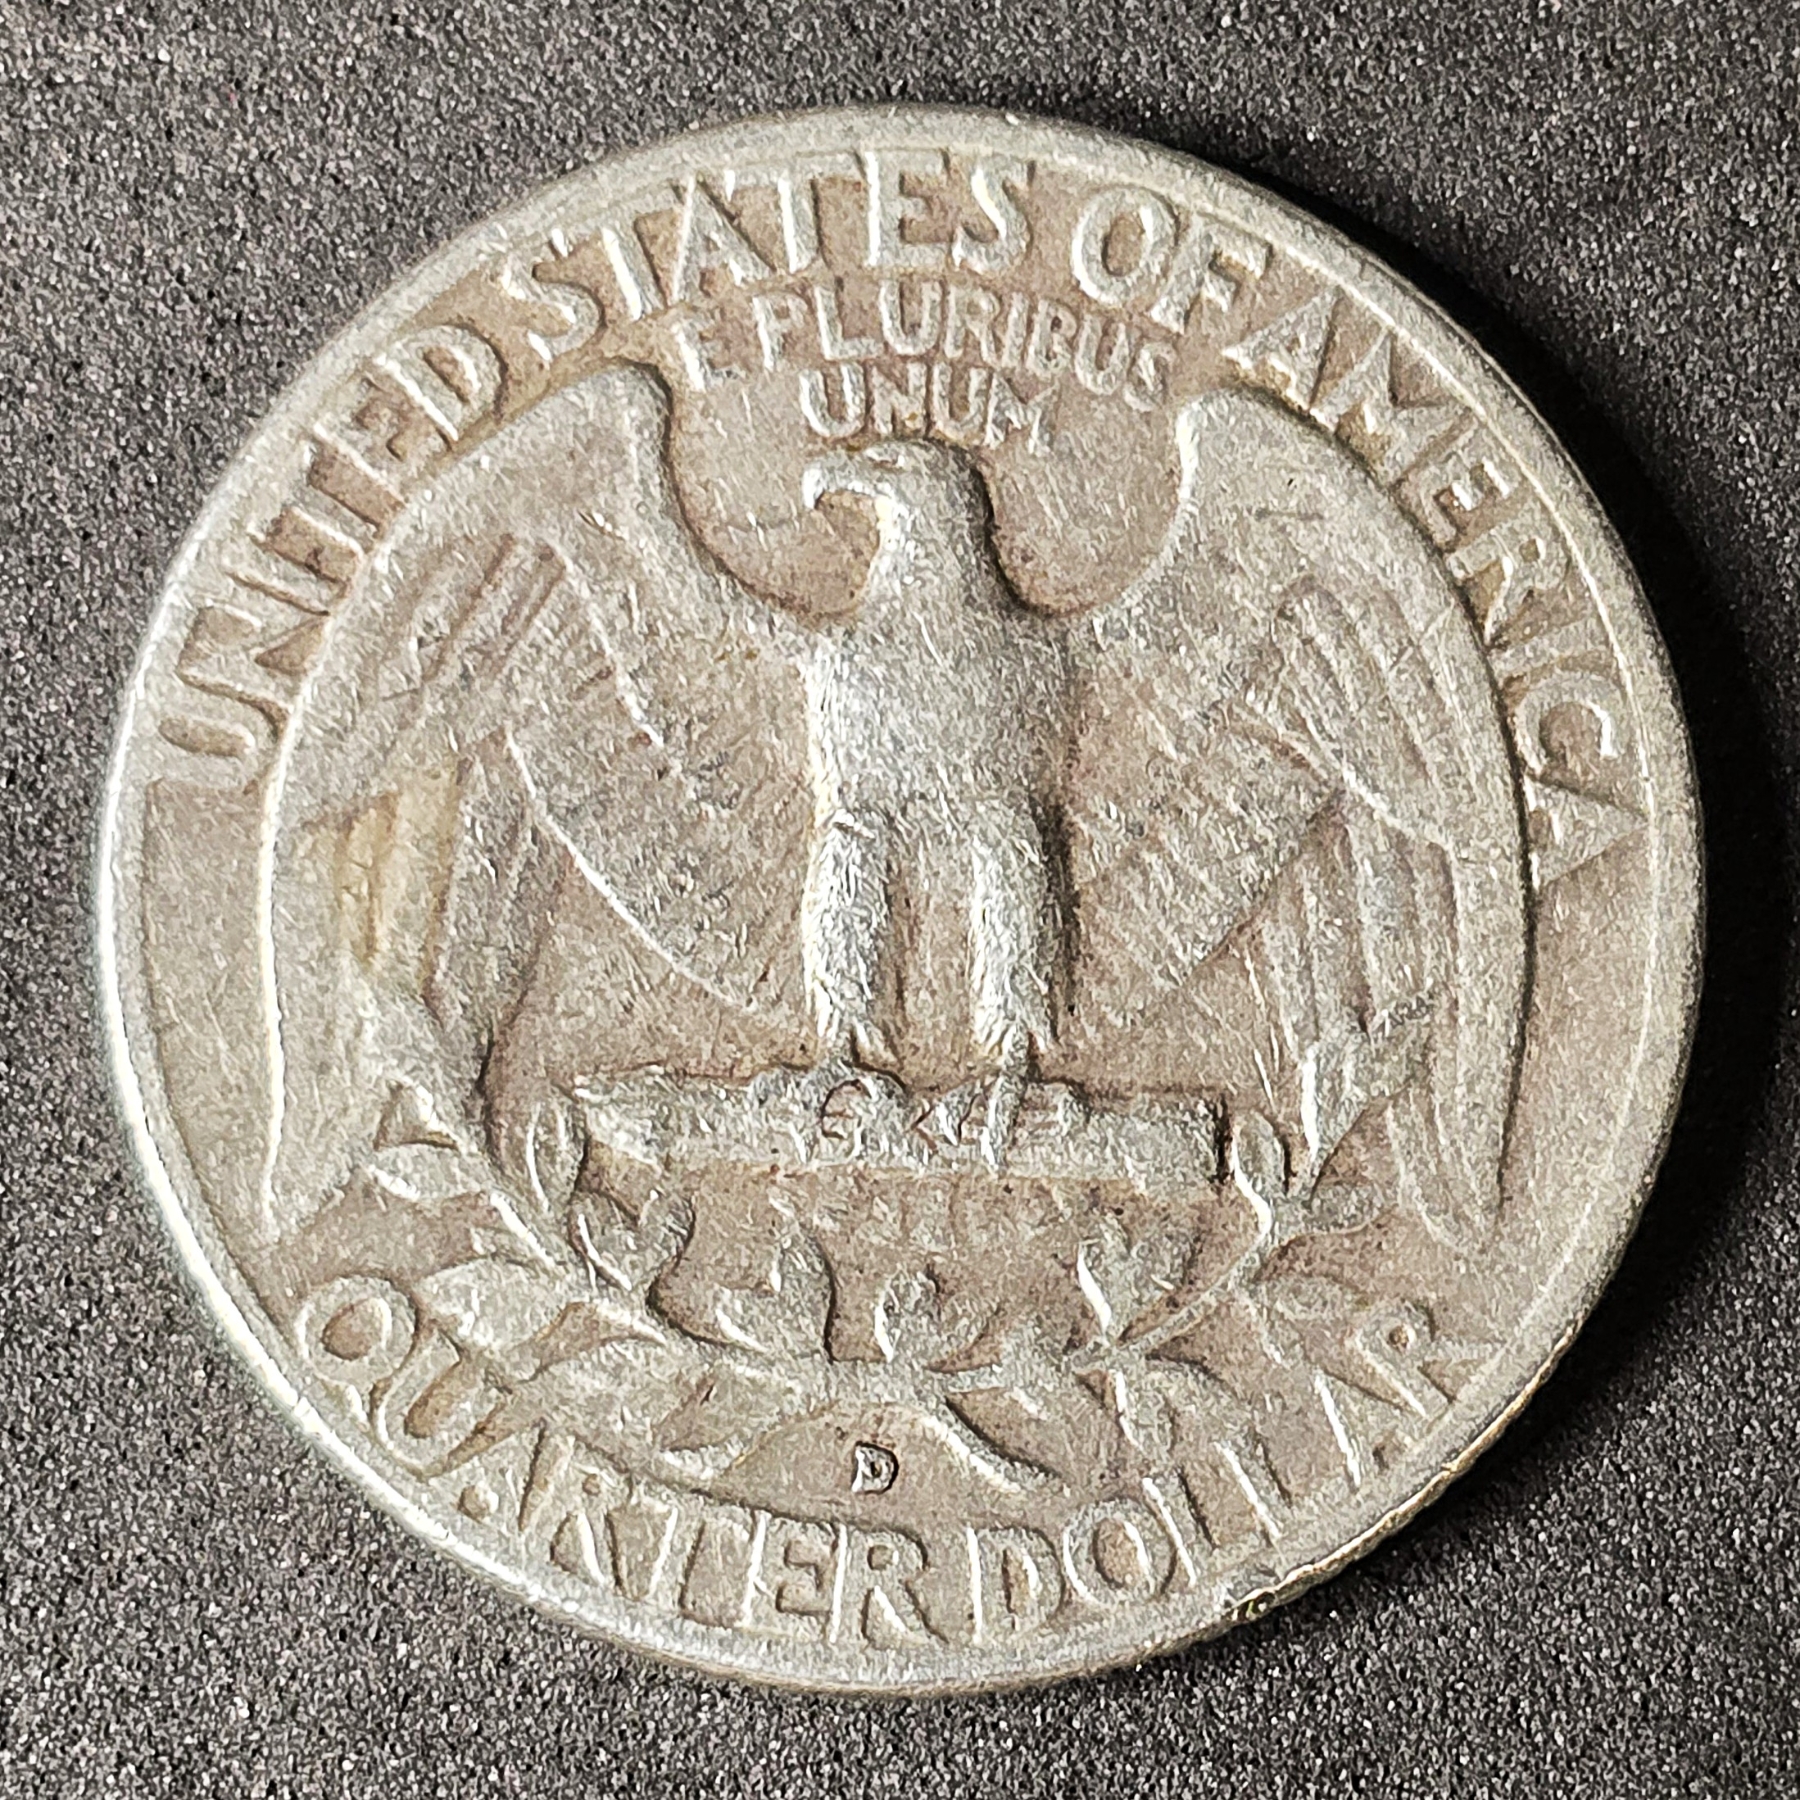 UNITED STATES OF AMERICA
E PLURIBUS
UNUM
D
QUARTER DOLLAR